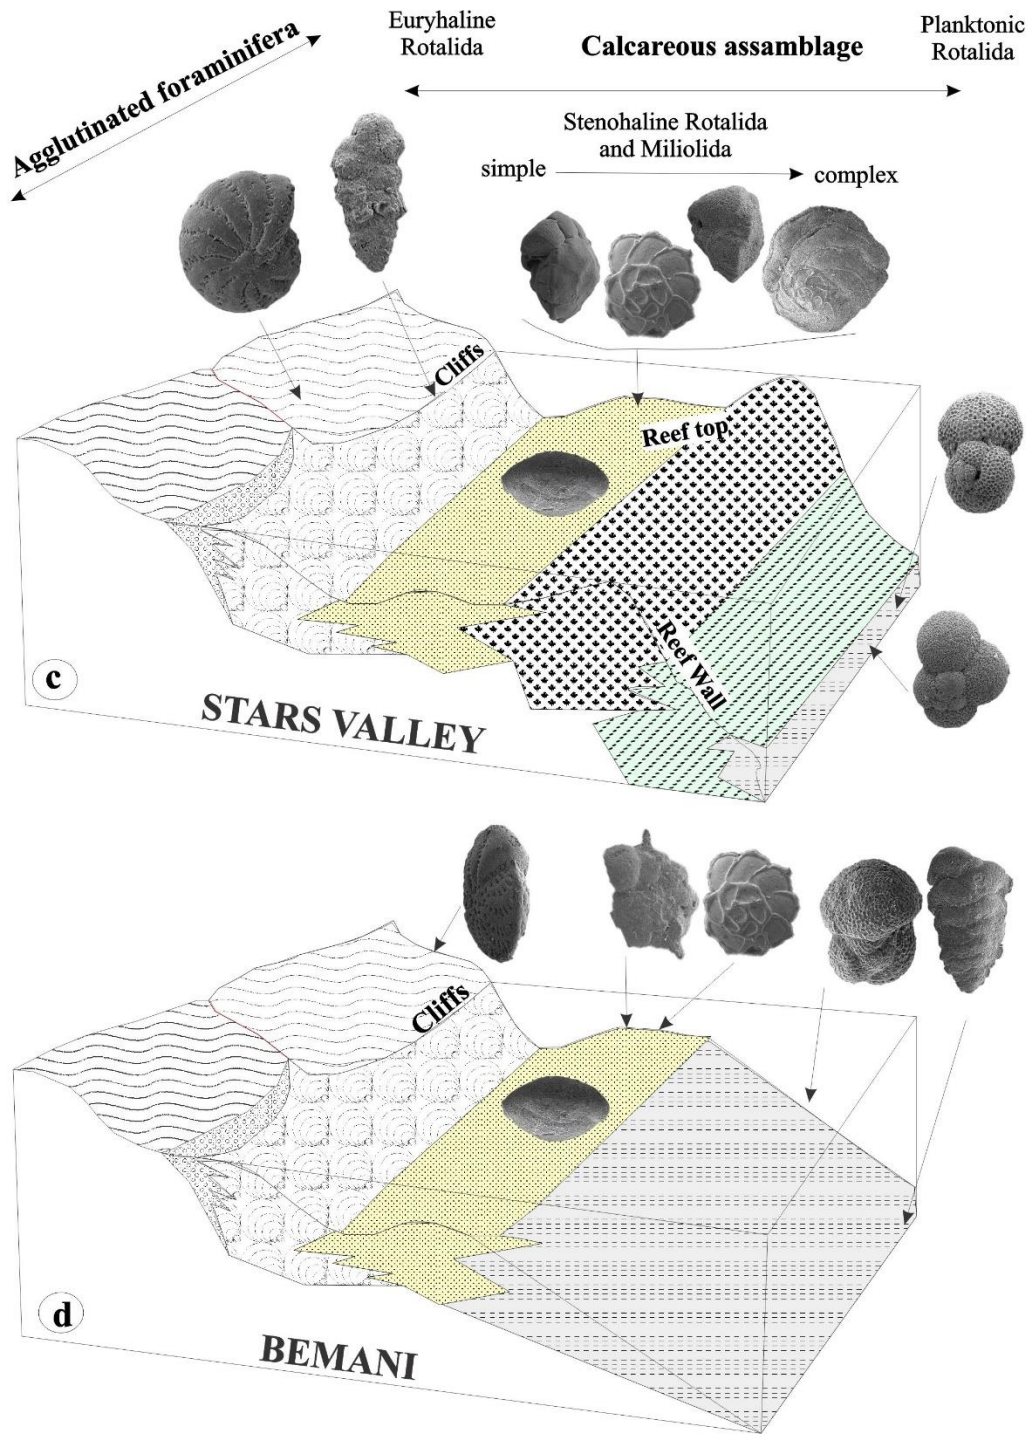 Agglutinated foraminifera
Euryhaline
Rotalida
Calcareous assamblage
Planktonic
Rotalida
Stenohaline Rotalida
and Miliolida
simple
complex
Cliffs
Reef top
Reef Wall
c
STARS VALLEY
Cliffs
d
BEMANI